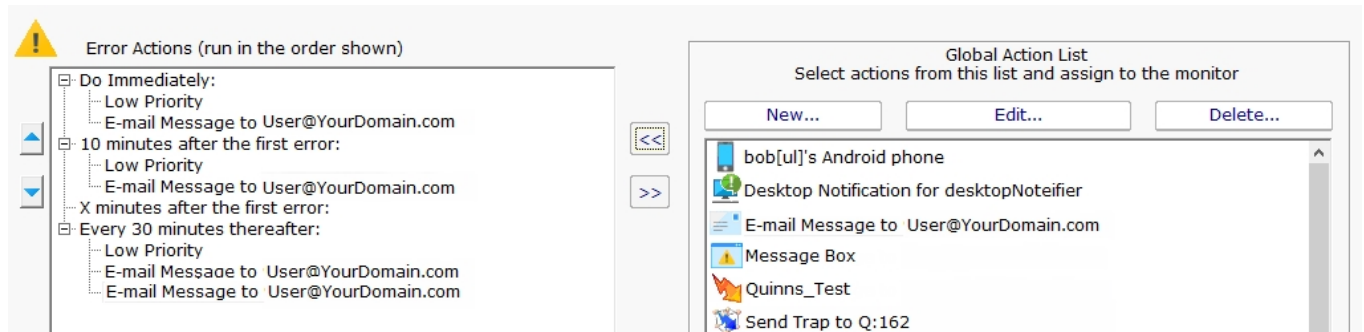 Error Actions (run in the order shown)
Do Immediately:
Low Priority
E-mail Message to User@YourDomain.com
10 minutes after the first error:
Low Priority
E-mail Message to User@YourDomain.com
X minutes after the first error:
Every 30 minutes thereafter:
Low Priority
E-mail Message to User@YourDomain.com
E-mail Message to User@YourDomain.com
<<
>>
Global Action List
Select actions from this list and assign to the monitor
New...
Edit...
Delete...
bob[ul]'s Android phone
Desktop Notification for desktopNoteifier
E-mail Message to User@YourDomain.com
Message Box
Quinns_Test
Send Trap to Q:162